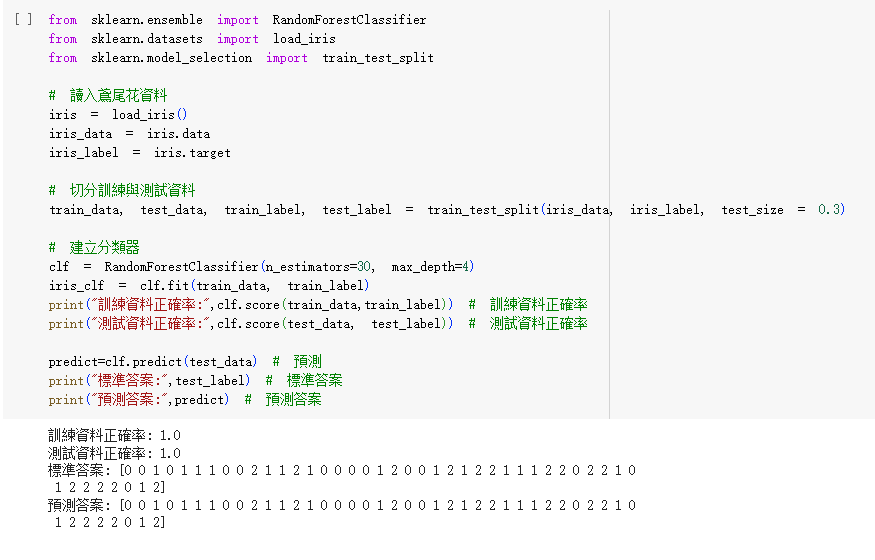 [ ] from sklearn.ensemble import RandomForestClassifier
from sklearn.datasets import load_iris
from sklearn.model_selection import train_test_split
# 讀入鳶尾花資料
iris = load_iris()
iris_data = iris.data
iris_label = iris.target
# 切分訓練與測試資料
train_data, test_data, train_label, test_label = train_test_split(iris_data, iris_label, test_size = 0.3)
# 建立分類器
clf = RandomForestClassifier(n_estimators=30, max_depth=4)
iris_clf = clf.fit(train_data, train_label)
print("訓練資料正確率:",clf.score(train_data,train_label)) # 訓練資料正確率
print("測試資料正確率:",clf.score(test_data, test_label)) # 測試資料正確率
predict=clf.predict(test_data) # 預測
print("標準答案:",test_label) # 標準答案
print("預測答案:",predict) # 預測答案
訓練資料正確率: 1.0
測試資料正確率: 1.0
標準答案: [0 0 1 0 1 1 1 0 0 2 1 1 2 1 0 0 0 0 1 2 0 0 1 2 1 2 2 1 1 1 2 2 0 2 2 1 0
1 2 2 2 2 0 1 2]
預測答案: [0 0 1 0 1 1 1 0 0 2 1 1 2 1 0 0 0 0 1 2 0 0 1 2 1 2 2 1 1 1 2 2 0 2 2 1 0
1 2 2 2 2 0 1 2]